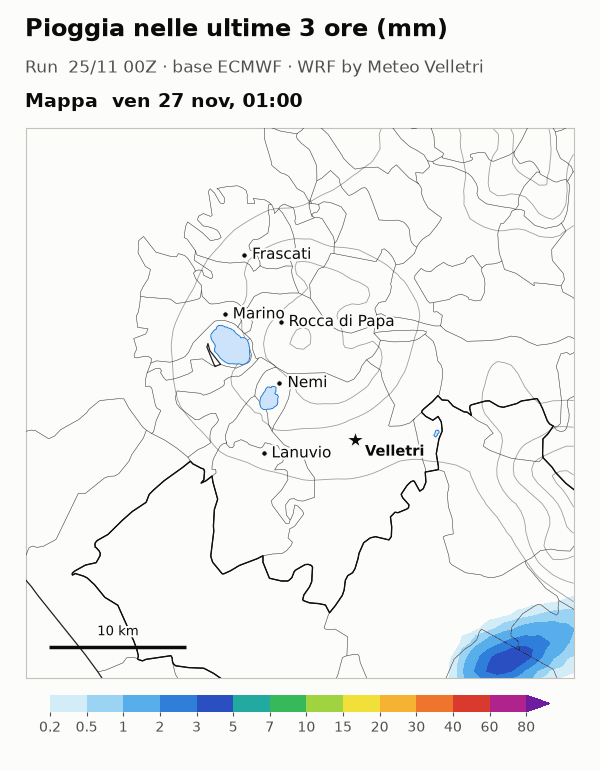 Pioggia nelle ultime 3 ore (mm)
Run  25/11 00Z · base ECMWF · WRF by Meteo Velletri
Mappa  ven 27 nov, 01:00
Frascati
Marino
Rocca di Papa
Nemi
Velletri
Lanuvio
10 km
0.2 0.5 1 2 3 5 7 10 15 20 30 40 60 80